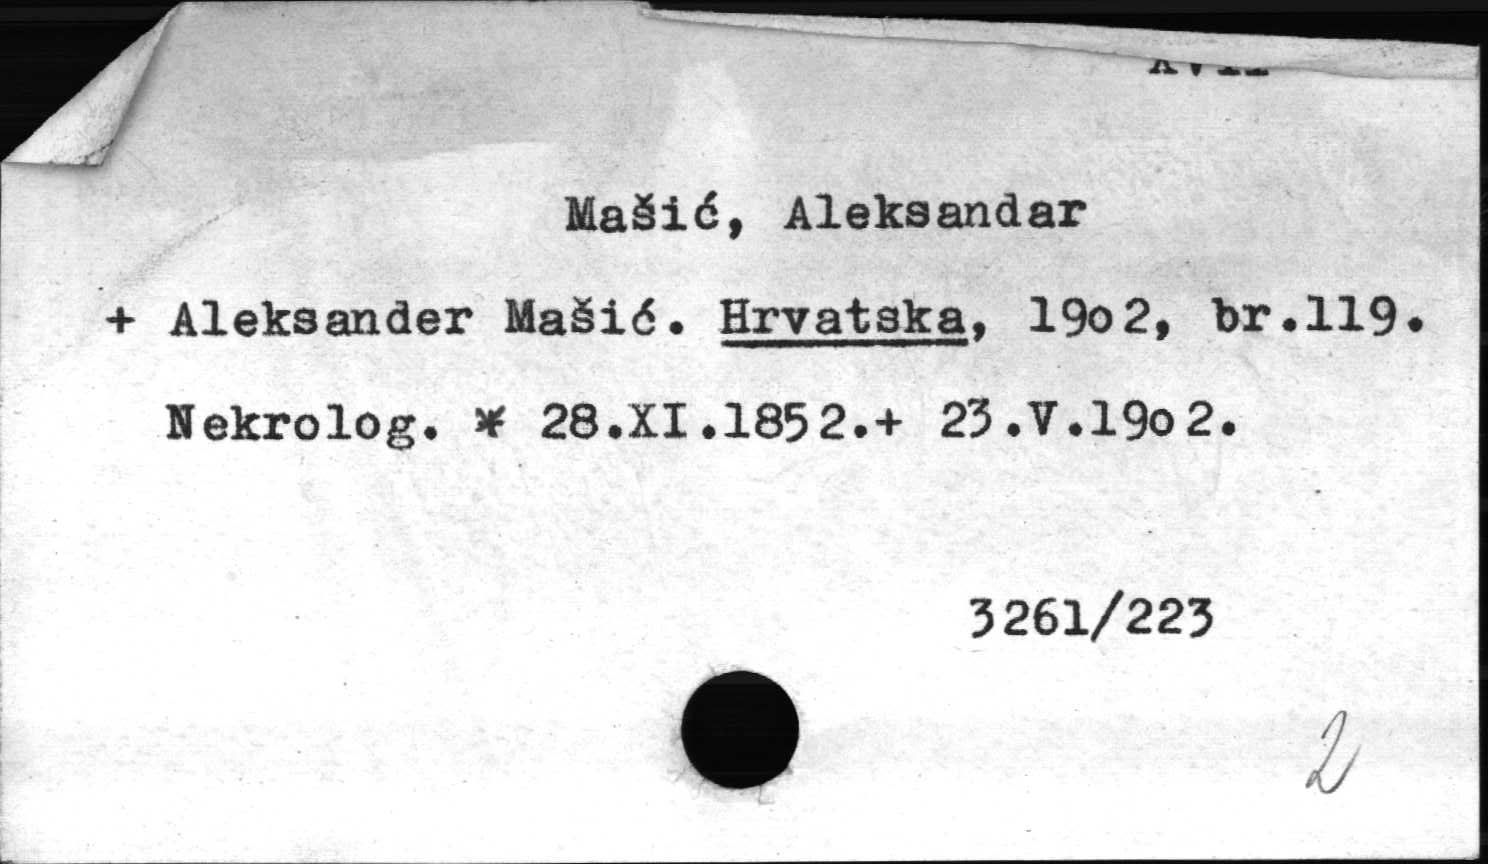 Mašić, Aleksandar
+ Aleksander Mašić. Hrvatska, 19o2, br.119.
Nekrolog. * 28.XI.1852.+ 23.V.19o2.
3261/223
2